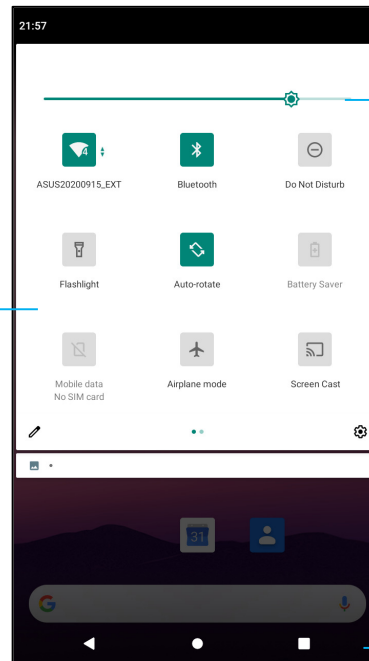 21:57
4
ASUS20200915_EXT
Bluetooth
Do Not Disturb
Flashlight
Auto-rotate
Battery Saver
Mobile data
No SIM card
Airplane mode
Screen Cast
31
G